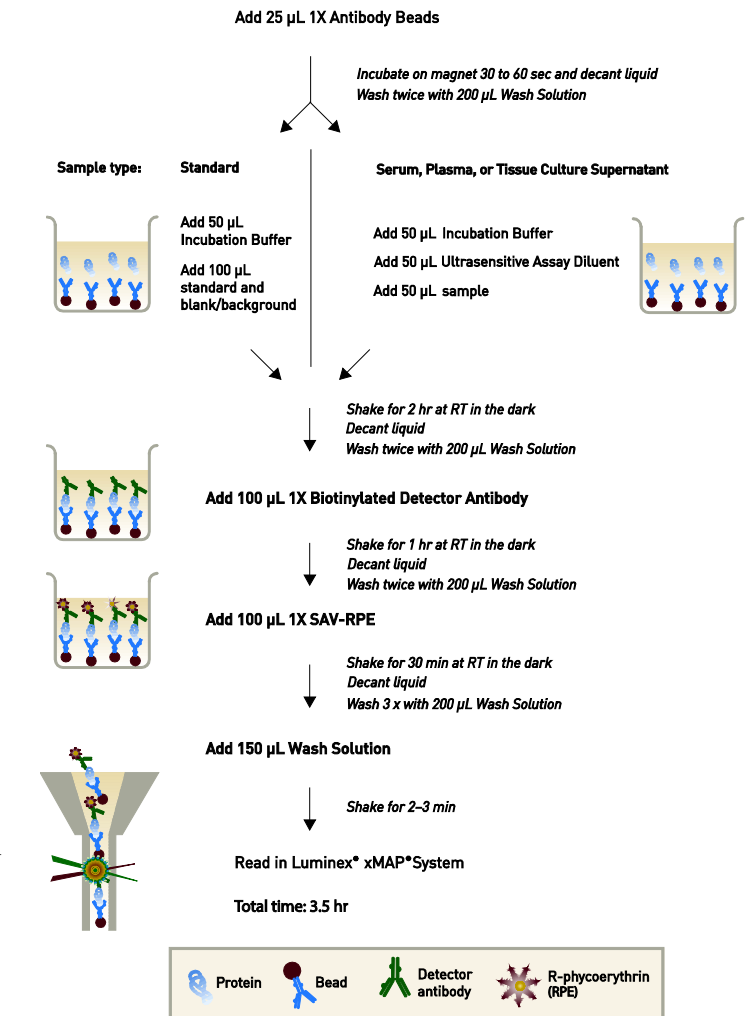 Add 25 µL 1X Antibody Beads
Incubate on magnet 30 to 60 sec and decant liquid
Wash twice with 200 µL Wash Solution
Sample type:
Standard
Serum, Plasma, or Tissue Culture Supernatant
Add 50 µL
Incubation Buffer
Add 100 µL
standard and
blank/background
Add 50 µL Incubation Buffer
Add 50 µL Ultrasensitive Assay Diluent
Add 50 µL sample
Shake for 2 hr at RT in the dark
Decant liquid
Wash twice with 200 µL Wash Solution
Add 100 µL 1X Biotinylated Detector Antibody
Shake for 1 hr at RT in the dark
Decant liquid
Wash twice with 200 µL Wash Solution
Add 100 µL 1X SAV-RPE
Shake for 30 min at RT in the dark
Decant liquid
Wash 3 x with 200 µL Wash Solution
Add 150 µL Wash Solution
Shake for 2–3 min
Read in Luminex® xMAP® System
Total time: 3.5 hr
Protein
Bead
Detector
antibody
R-phycoerythrin
(RPE)